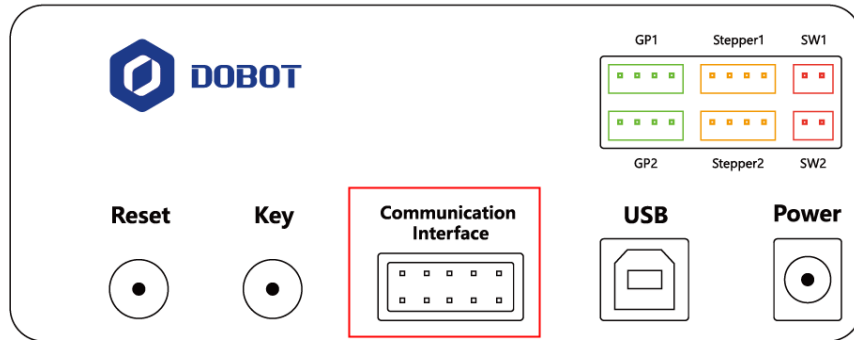 GP1 Stepper1 SW1
DOBOT
GP2 Stepper2 SW2
Reset Key Communication Interface USB Power